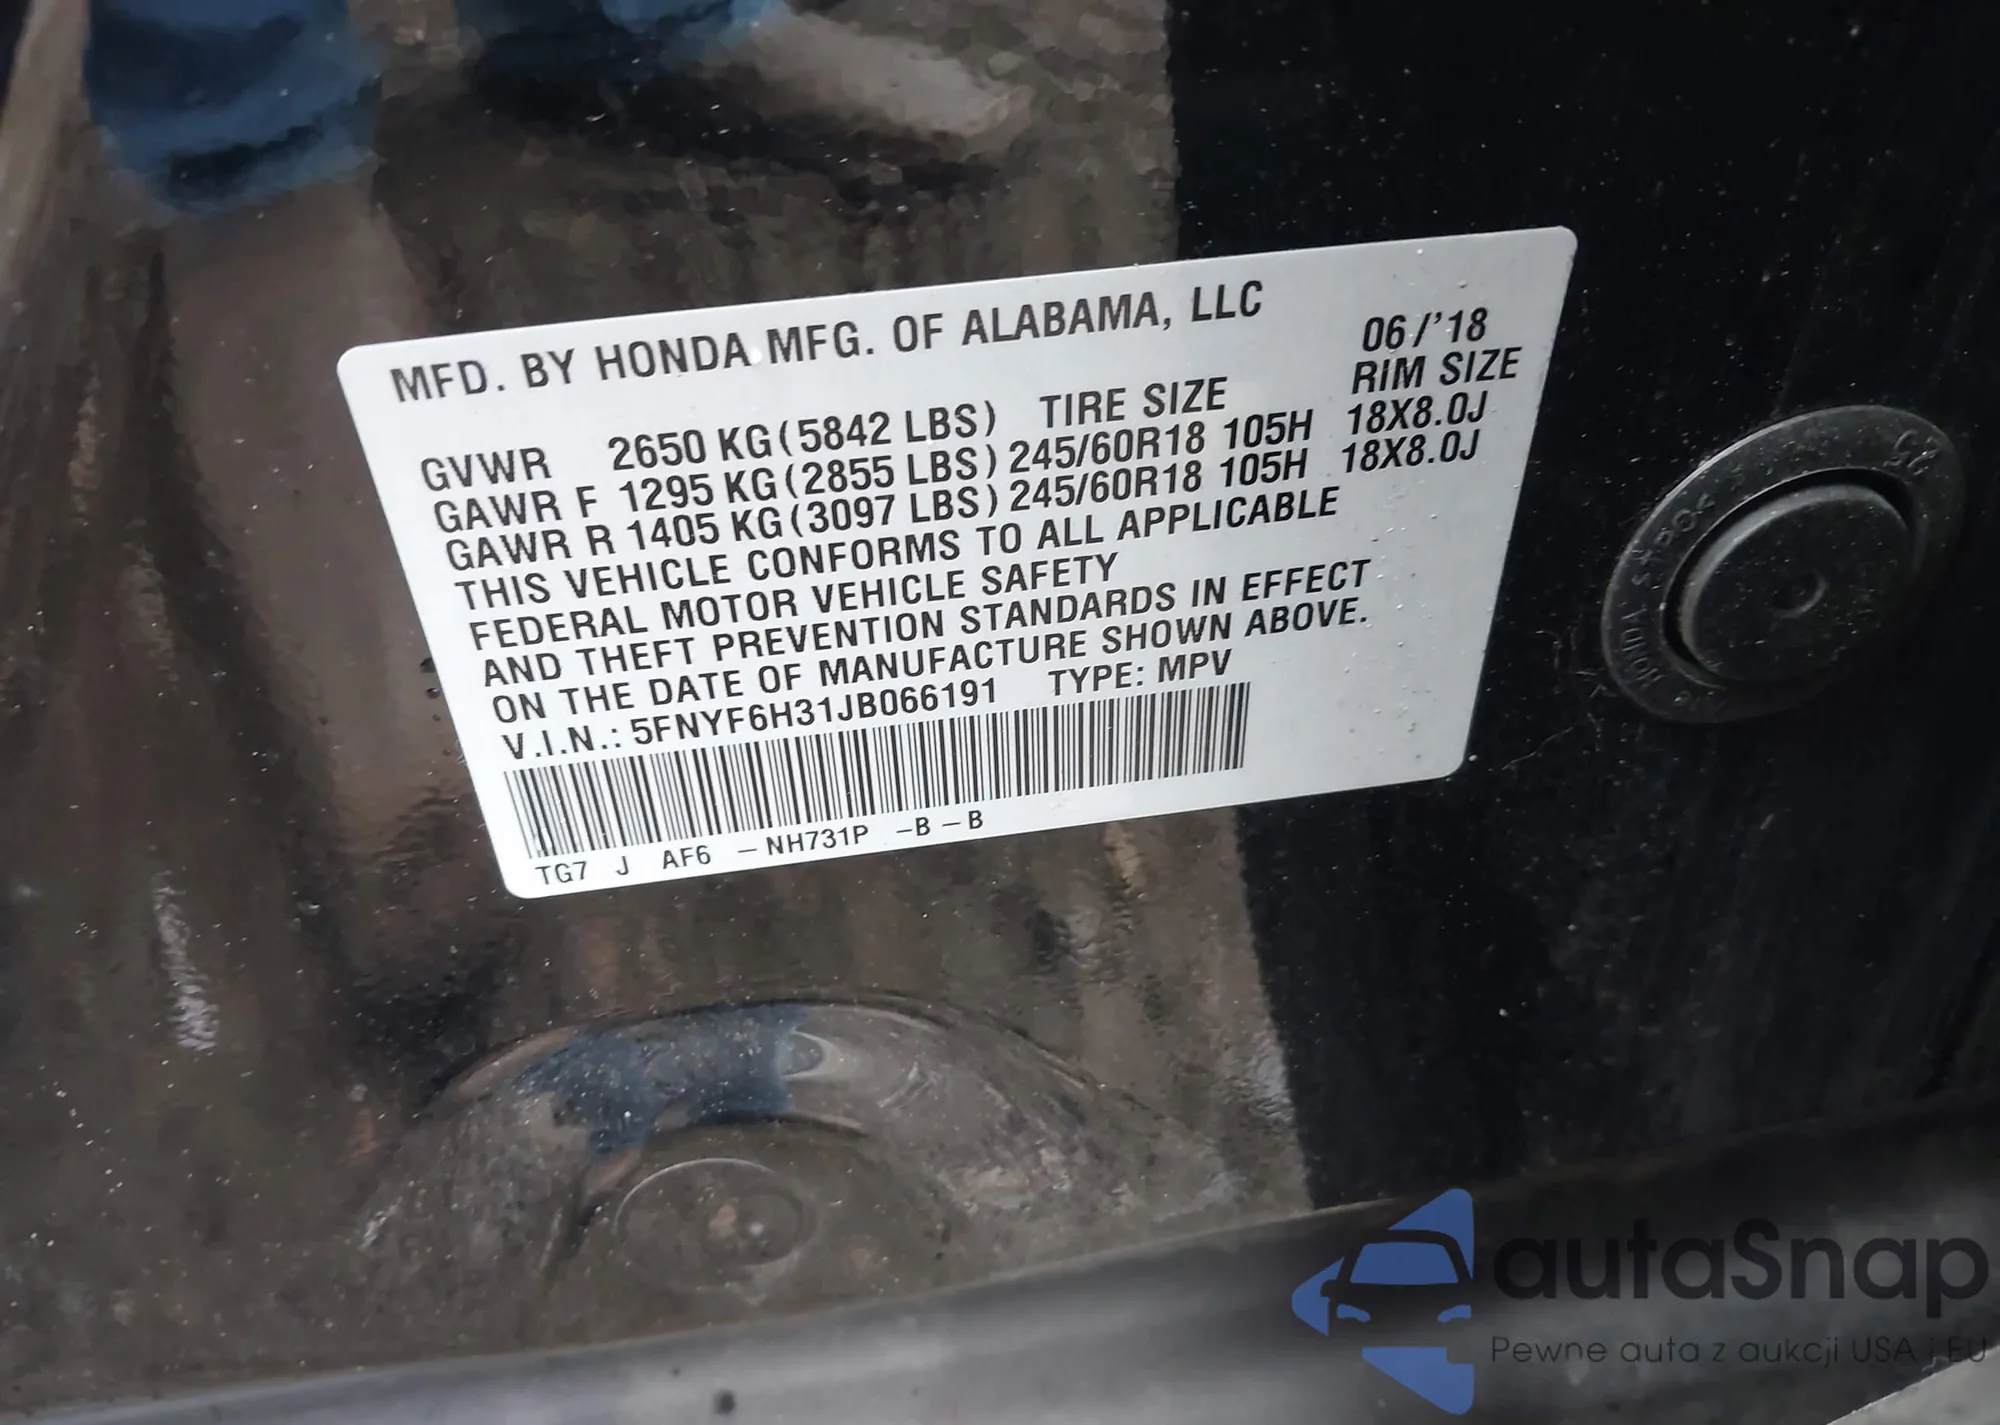 MFD. BY HONDA MFG. OF ALABAMA, LLC
06/'18
GVWR 2650 KG(5842 LBS) TIRE SIZE RIM SIZE
GAWR F 1295 KG(2855 LBS) 245/60R18 105H 18X8.0J
GAWR R 1405 KG(3097 LBS) 245/60R18 105H 18X8.0J
THIS VEHICLE CONFORMS TO ALL APPLICABLE
FEDERAL MOTOR VEHICLE SAFETY
AND THEFT PREVENTION STANDARDS IN EFFECT
ON THE DATE OF MANUFACTURE SHOWN ABOVE.
V.I.N.: 5FNYF6H31JB066191 TYPE: MPV
TG7 J AF6 – NH731P –B – B
25
autaSnap
Pewne auta z aukcji USA i EU